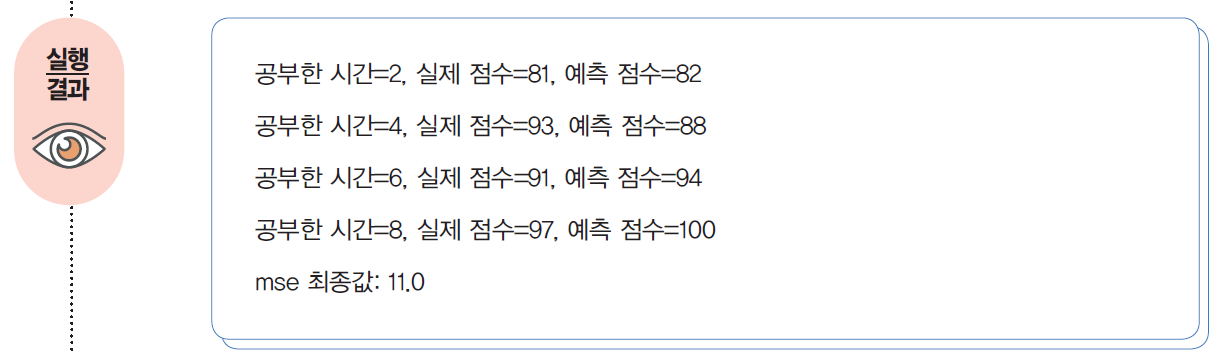 실행
결과
공부한 시간=2, 실제 점수=81, 예측 점수=82
공부한 시간=4, 실제 점수=93, 예측 점수=88
공부한 시간=6, 실제 점수=91, 예측 점수=94
공부한 시간=8, 실제 점수=97, 예측 점수=100
mse 최종값: 11.0